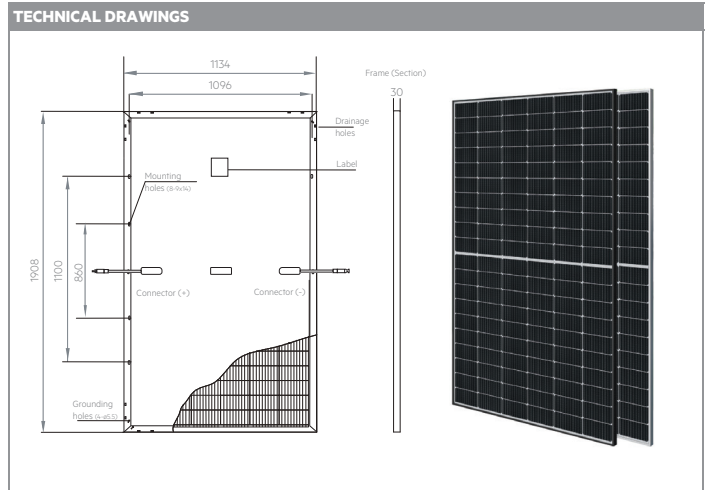 TECHNICAL DRAWINGS
1134
1096
Frame (Section)
30
Drainage
holes
Label
Mounting
holes (8-9x14)
1908
1100
860
Connector (+)
Connector (-)
Grounding
holes (4-ø5.5)